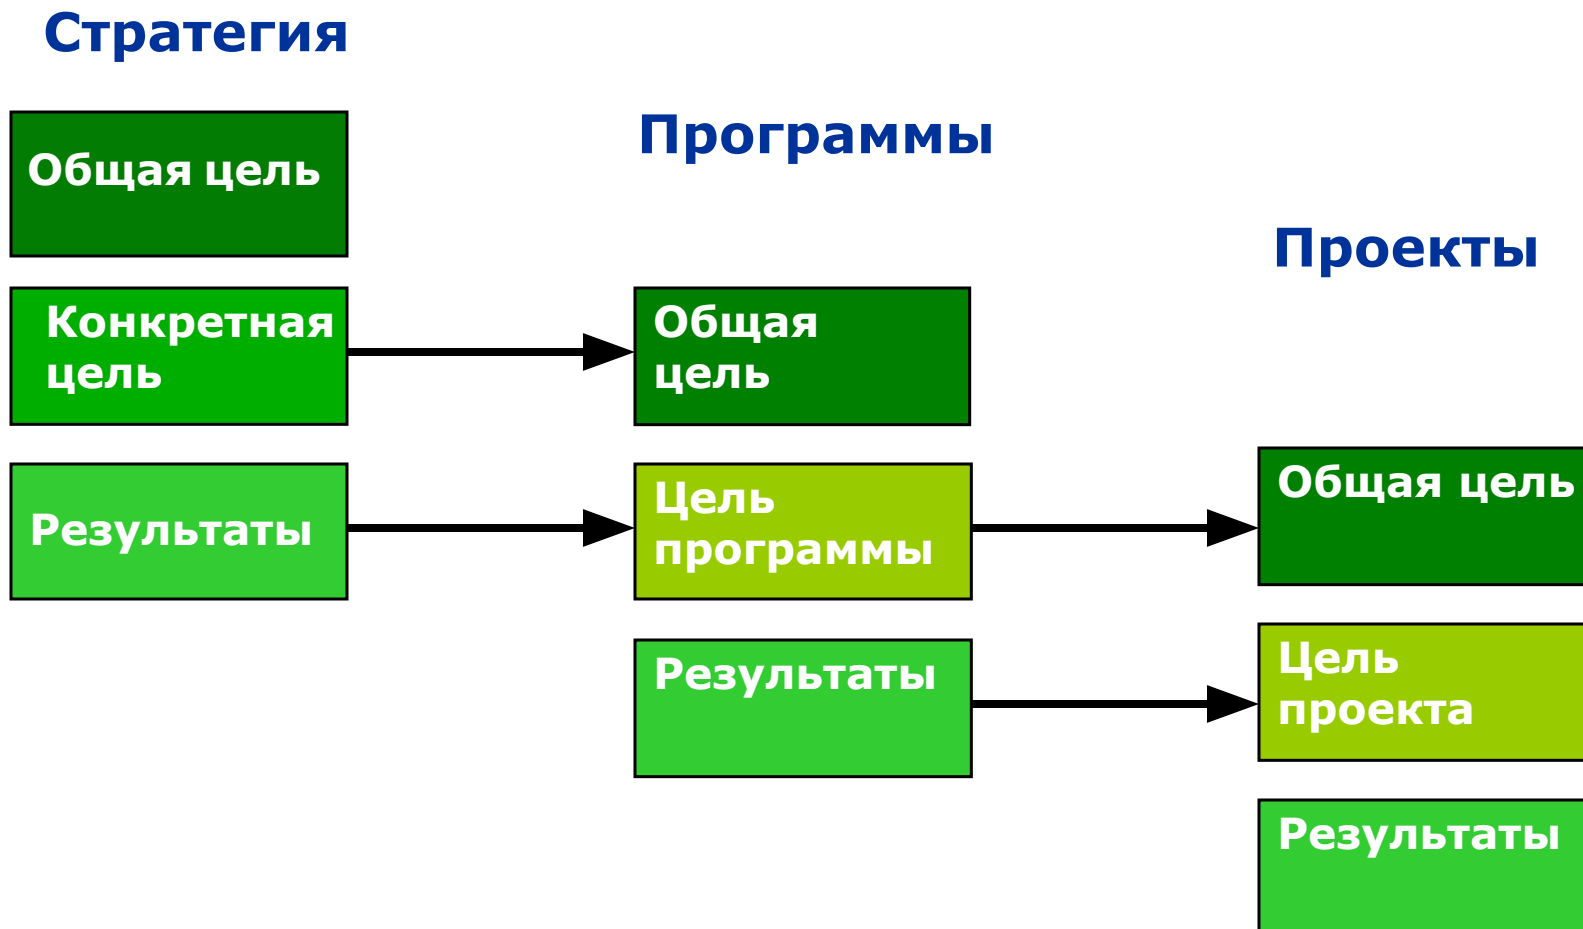 Стратегия
Общая цель
Конкретная
цель
Результаты
Программы
Общая
цель
Цель
программы
Результаты
Проекты
Общая цель
Цель
проекта
Результаты